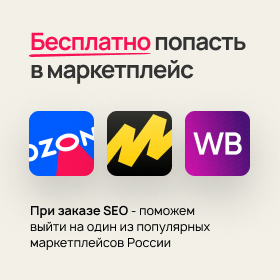 Бесплатно попасть
в маркетплейс
OZON
WB
При заказе SEO - поможем
выйти на один из популярных
маркетплейсов России